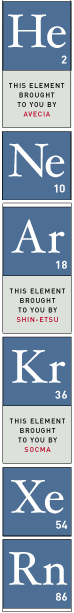 He
2
THIS ELEMENT
BROUGHT
TO YOU BY
AVECIA
Ne
10
Ar
18
THIS ELEMENT
BROUGHT
TO YOU BY
SHIN-ETSU
Kr
36
THIS ELEMENT
BROUGHT
TO YOU BY
SOCMA
Xe
54
Rn
86